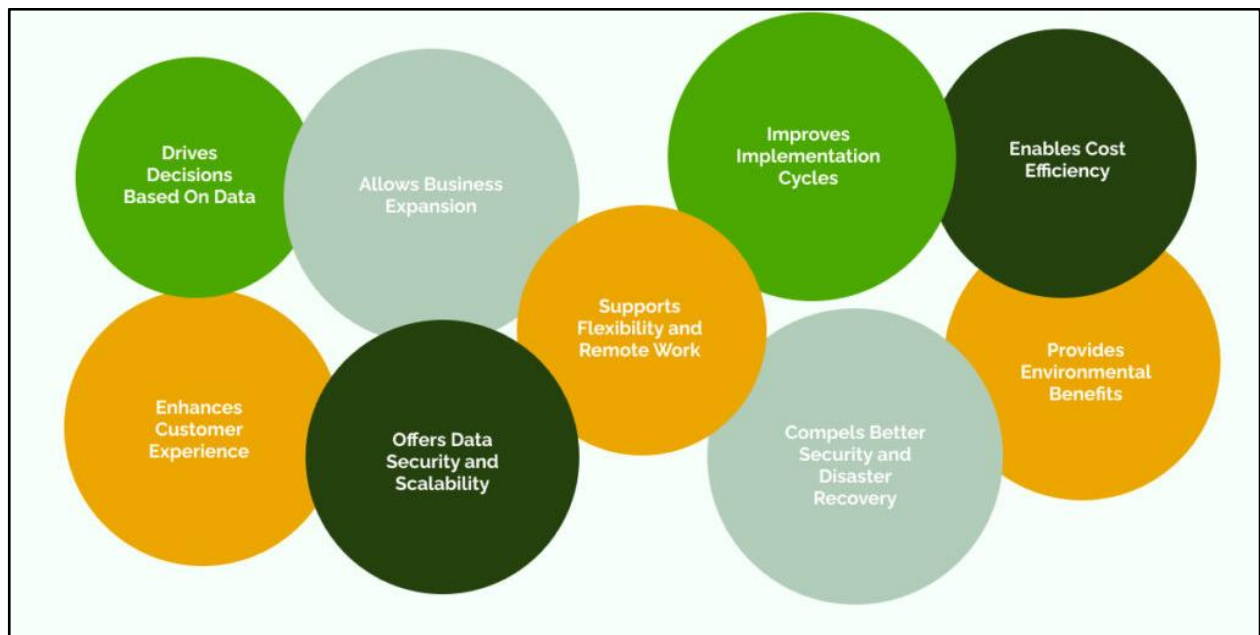 Drives
Decisions
Based On Data
Allows Business
Expansion
Improves
Implementation
Cycles
Enables Cost
Efficiency
Supports
Flexibility and
Remote Work
Provides
Environmental
Benefits
Enhances
Customer
Experience
Offers Data
Security and
Scalability
Compels Better
Security and
Disaster
Recovery